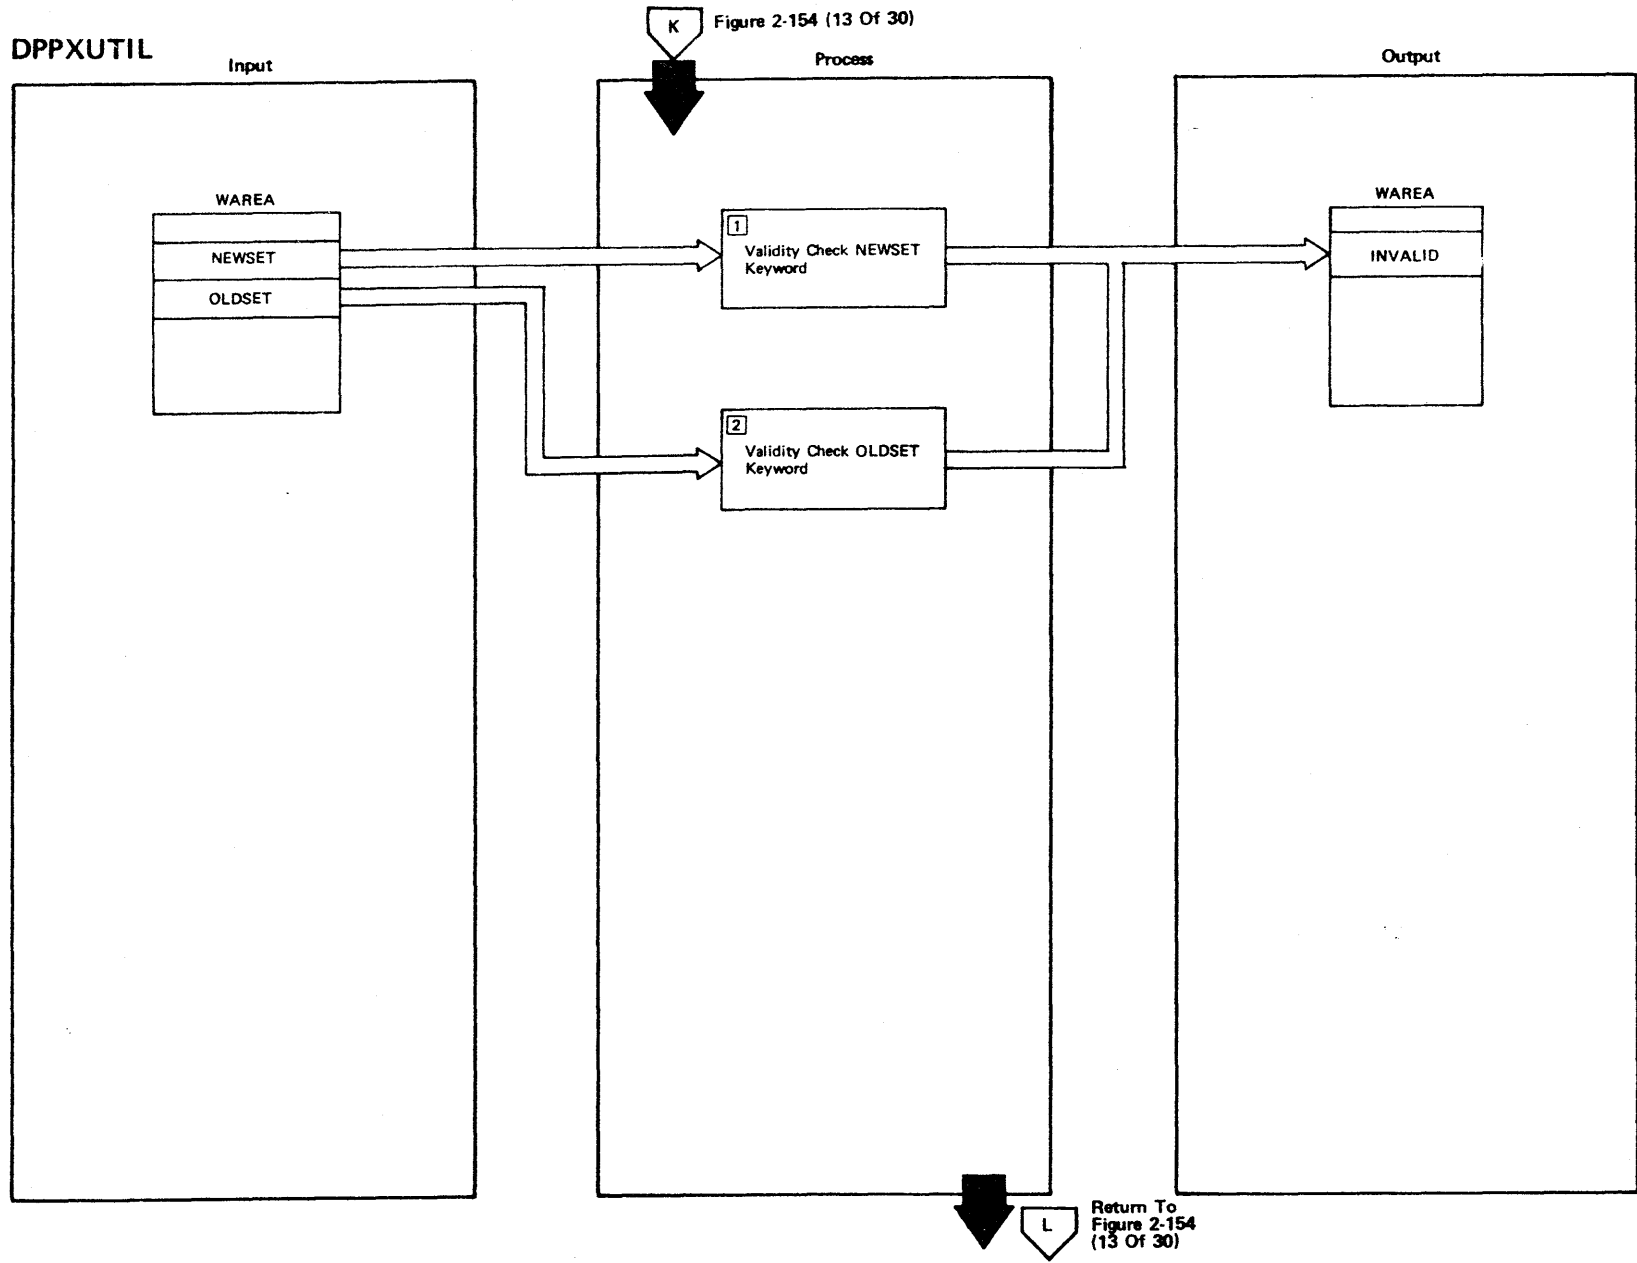 K
Figure 2-154 (13 Of 30)
DPPXUTIL
Input
Process
Output
WAREA
NEWSET
OLDSET
1
Validity Check NEWSET
Keyword
2
Validity Check OLDSET
Keyword
WAREA
INVALID
L
Return To
Figure 2-154
(13 Of 30)